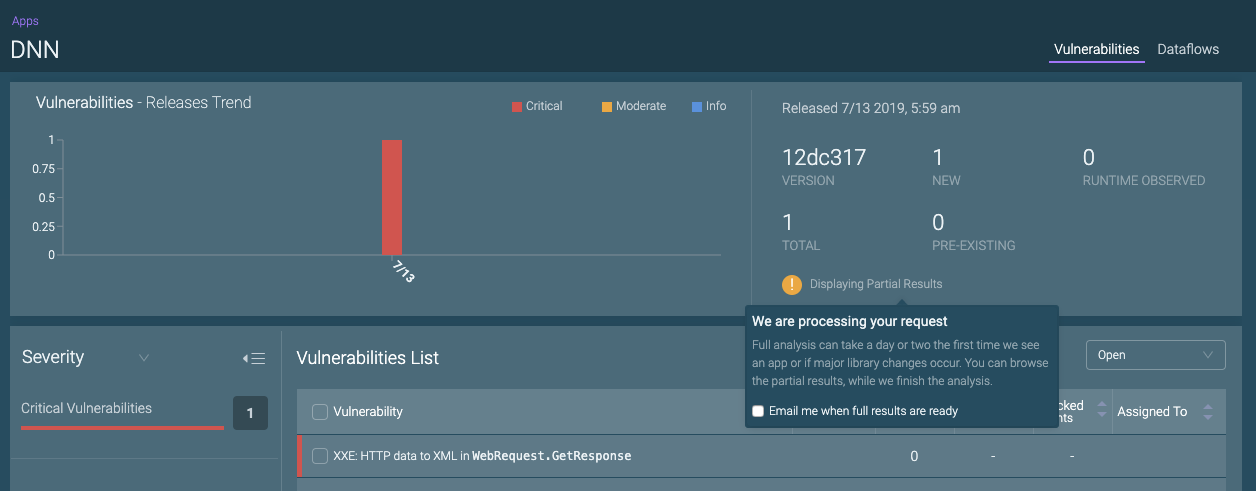 Apps
DNN
Vulnerabilities Dataflows
Vulnerabilities - Releases Trend
Critical Moderate Info
1
0.75
0.5
0.25
0
7/13
Released 7/13 2019, 5:59 am
12dc317 1 0
VERSION NEW RUNTIME OBSERVED
1 0
TOTAL PRE-EXISTING
! Displaying Partial Results
We are processing your request
Full analysis can take a day or two the first time we see
an app or if major library changes occur. You can browse
the partial results, while we finish the analysis.
Email me when full results are ready
Severity
Critical Vulnerabilities 1
Vulnerabilities List
Open
Vulnerability Assigned To
XXE: HTTP data to XML in WebRequest.GetResponse 0 - -